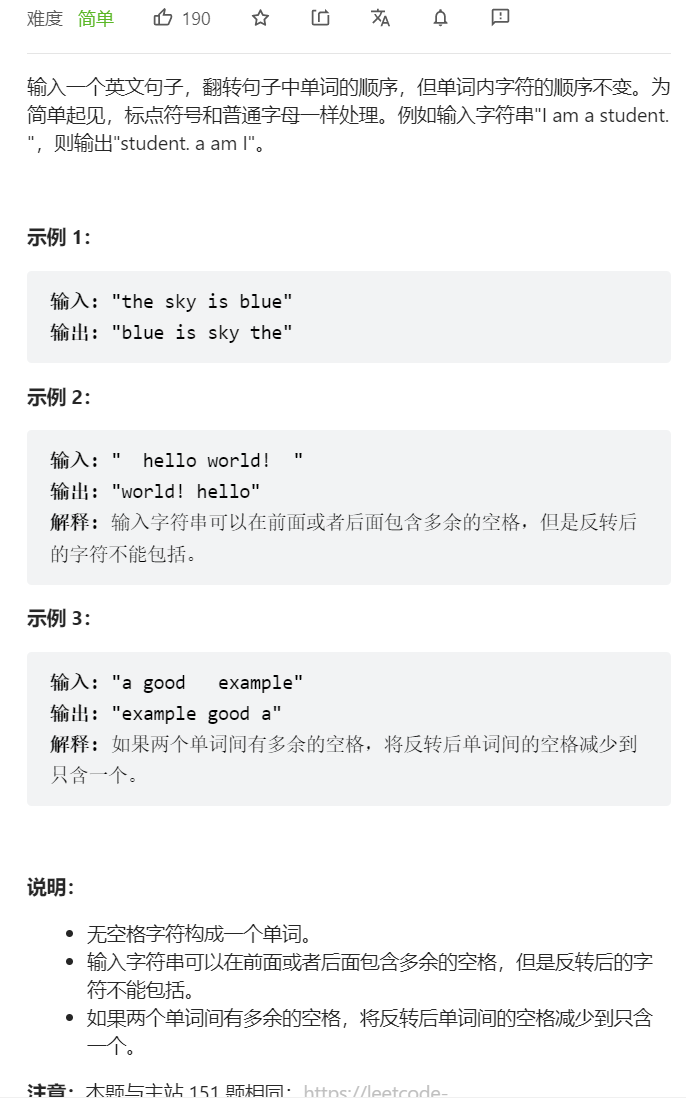 难度 简单 190
输入一个英文句子，翻转句子中单词的顺序，但单词内字符的顺序不变。为
简单起见，标点符号和普通字母一样处理。例如输入字符串"I am a student.
"，则输出"student. a am I"。
示例 1：
输入: "the sky is blue"
输出: "blue is sky the"
示例 2：
输入: "  hello world!  "
输出: "world! hello"
解释: 输入字符串可以在前面或者后面包含多余的空格，但是反转后
的字符不能包括。
示例 3：
输入: "a good   example"
输出: "example good a"
解释: 如果两个单词间有多余的空格，将反转后单词间的空格减少到
只含一个。
说明：
• 无空格字符构成一个单词。
• 输入字符串可以在前面或者后面包含多余的空格，但是反转后的字
符不能包括。
• 如果两个单词间有多余的空格，将反转后单词间的空格减少到只含
一个。
注意：本题与主站 151 题相同：https://leetcode-